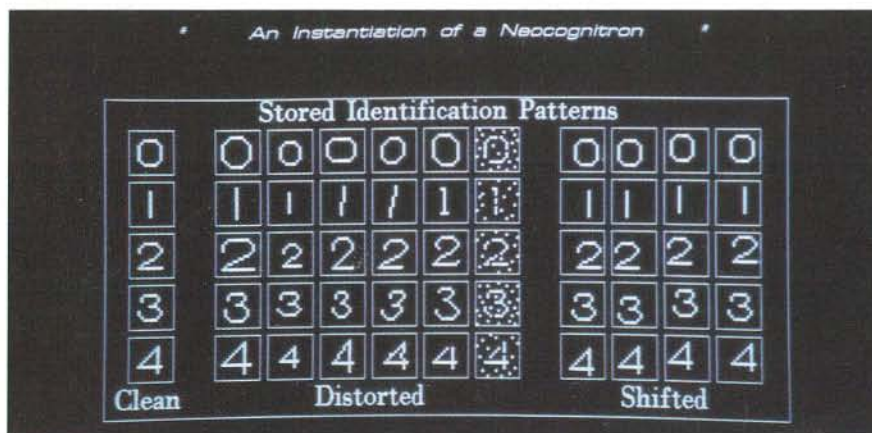 * An Instantiation of a Neocognitron *
Stored Identification Patterns
0 0 0 0 0 0 0 0 0 0 0
1 1 1 1 1 1 1 1 1 1 1
2 2 2 2 2 2 2 2 2 2 2
3 3 3 3 3 3 3 3 3 3 3
4 4 4 4 4 4 4 4 4 4 4
Clean Distorted Shifted